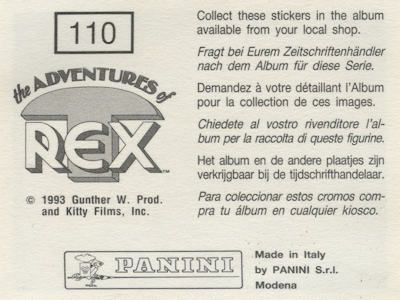 110
the ADVENTURES of
T
REX™
© 1993 Gunther W. Prod.
and Kitty Films, Inc.
Collect these stickers in the album
available from your local shop.
Fragt bei Eurem Zeitschriftenhändler
nach dem Album für diese Serie.
Demandez à votre détaillant l'Album
pour la collection de ces images.
Chiedete al vostro rivenditore l'al-
bum per la raccolta di queste figurine.
Het album en de andere plaatjes zijn
verkrijgbaar bij de tijdschrifthandelaar.
Para coleccionar estos cromos com-
pra tu álbum en cualquier kiosco.
PANINI
Made in Italy
by PANINI S.r.l.
Modena